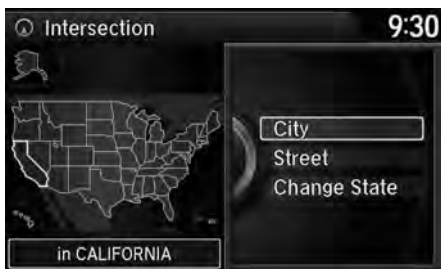 Intersection
9:30
City
Street
Change State
in CALIFORNIA